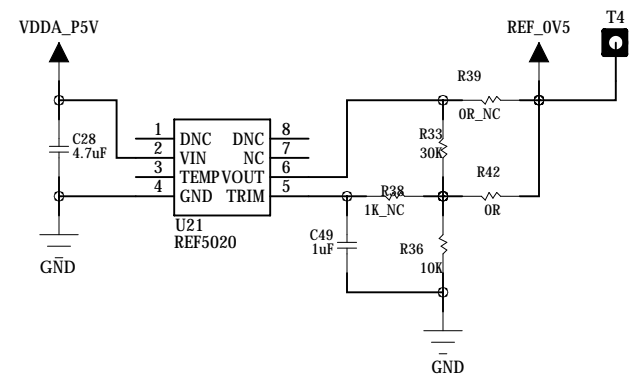 VDDA_P5V
REF_0V5
T4
R39
0R_NC
C28
4.7uF
1
2
3
4
DNC
VIN
TEMP
GND
DNC
NC
VOUT
TRIM
8
7
6
5
U21
REF5020
R33
30K
R42
0R
R38
1K_NC
C49
1uF
R36
10K
GND
GND